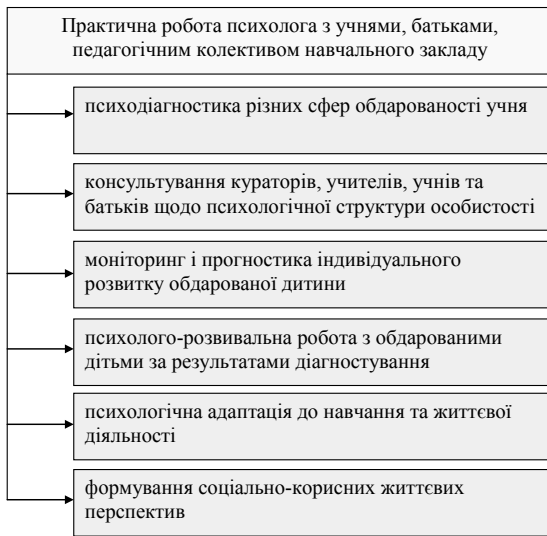 Практична робота психолога з учнями, батьками,
педагогічним колективом навчального закладу
психодіагностика різних сфер обдарованості учня
консультування кураторів, учителів, учнів та
батьків щодо психологічної структури особистості
моніторинг і прогностика індивідуального
розвитку обдарованої дитини
психолого-розвивальна робота з обдарованими
дітьми за результатами діагностування
психологічна адаптація до навчання та життєвої
діяльності
формування соціально-корисних життєвих
перспектив